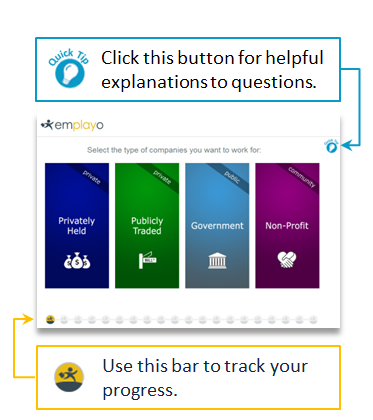 Quick Tip
Click this button for helpful
explanations to questions.
emplayo
Select the type of companies you want to work for:
Quick Tip
private
private
public
community
Privately
Held
Publicly
Traded
Government
Non-Profit
Use this bar to track your
progress.